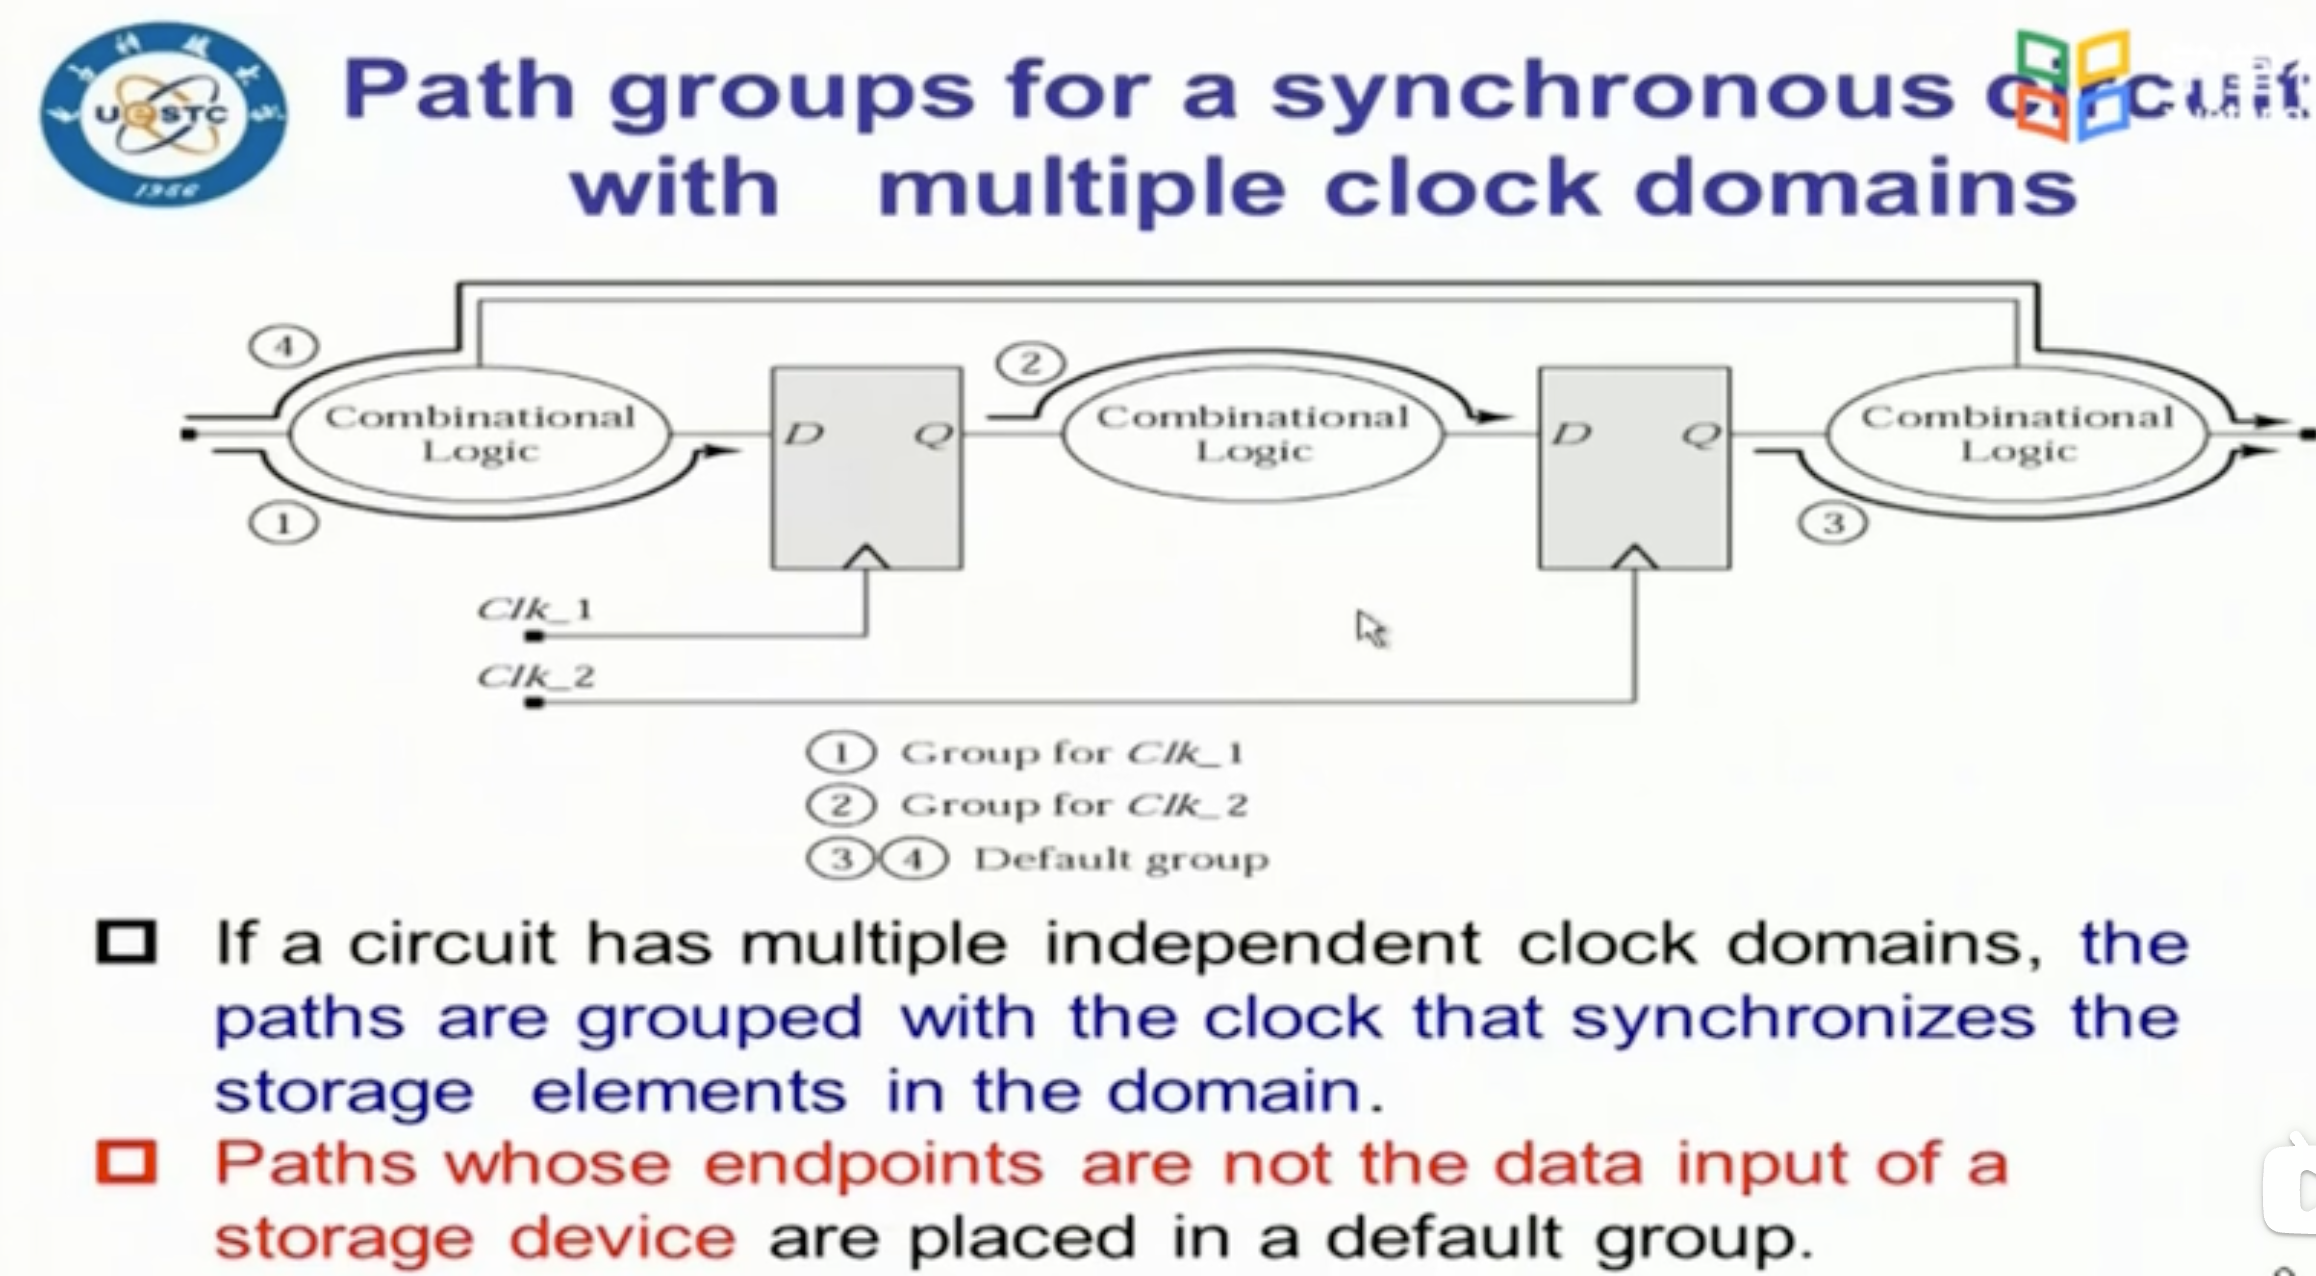 Path groups for a synchronous circuit
with multiple clock domains
UESTC
1956
4
2
Combinational
Logic
D
Q
Combinational
Logic
D
Q
Combinational
Logic
1
3
Clk_1
Clk_2
1 Group for Clk_1
2 Group for Clk_2
3 4 Default group
If a circuit has multiple independent clock domains, the
paths are grouped with the clock that synchronizes the
storage elements in the domain.
Paths whose endpoints are not the data input of a
storage device are placed in a default group.